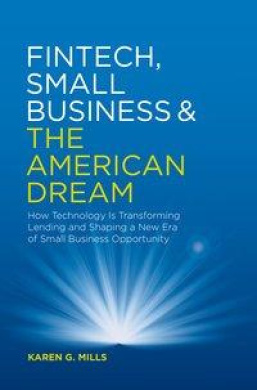 FINTECH,
SMALL
BUSINESS &
THE
AMERICAN
DREAM
How Technology Is Transforming
Lending and Shaping a New Era
of Small Business Opportunity
KAREN G. MILLS